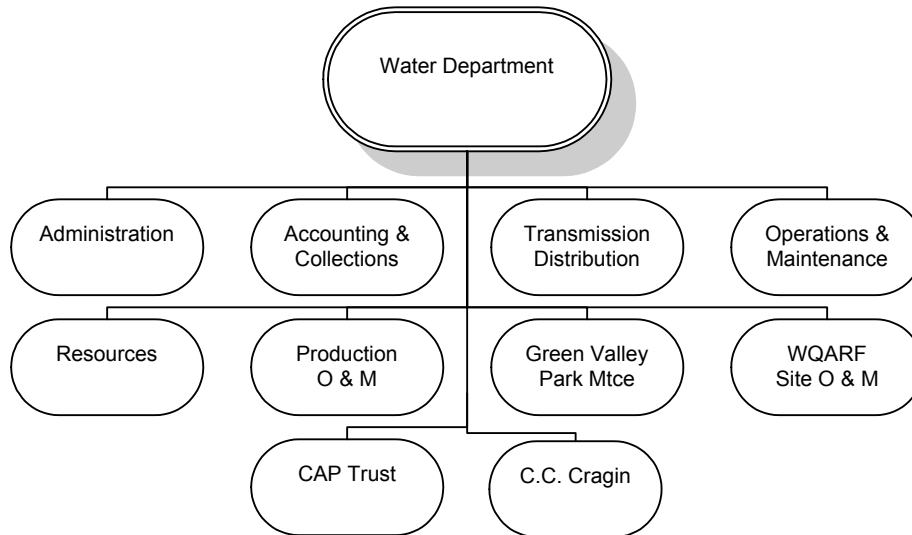 Water Department
Administration
Accounting &
Collections
Transmission
Distribution
Operations &
Maintenance
Resources
Production
O & M
Green Valley
Park Mtce
WQARF
Site O & M
CAP Trust
C.C. Cragin